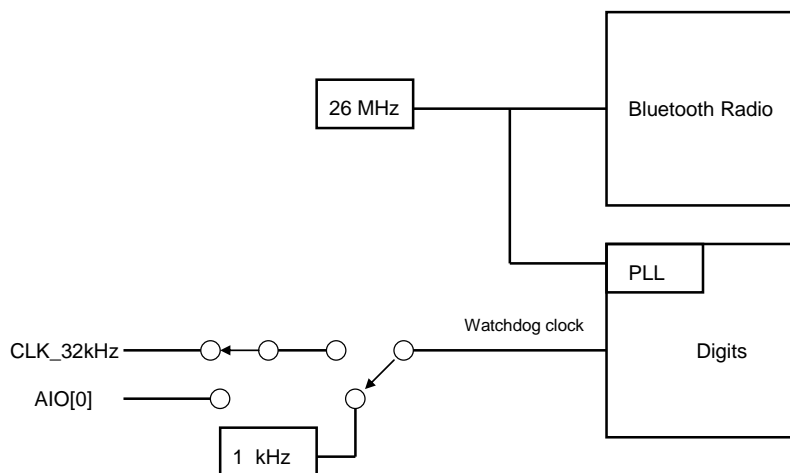 26 MHz
Bluetooth Radio
PLL
Watchdog clock
CLK_32kHz
Digits
AIO[0]
1 kHz